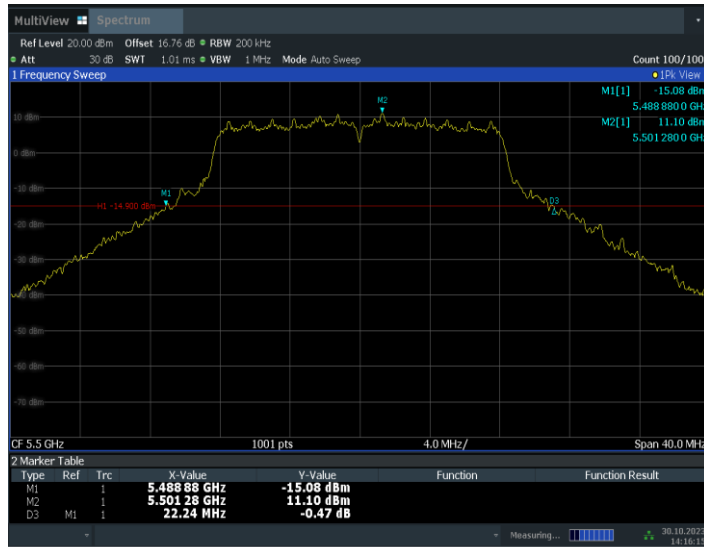 MultiView Spectrum
Ref Level 20.00 dBm Offset 16.76 dB RBW 200 kHz
Att 30 dB SWT 1.01 ms VBW 1 MHz Mode Auto Sweep Count 100/100
1 Frequency Sweep 1Pk View
M1[1] -15.08 dBm
5.488 880 0 GHz
M2[1] 11.10 dBm
5.501 280 0 GHz
M2
10 dBm
0 dBm
-10 dBm
M1
H1 -14.900 dBm
D3
-20 dBm
-30 dBm
-40 dBm
-50 dBm
-60 dBm
-70 dBm
CF 5.5 GHz 1001 pts 4.0 MHz/ Span 40.0 MHz
2 Marker Table
Type Ref Trc X-Value Y-Value Function Function Result
M1 1 5.488 88 GHz -15.08 dBm
M2 1 5.501 28 GHz 11.10 dBm
D3 M1 1 22.24 MHz -0.47 dB
Measuring... 30.10.2023
14:16:15